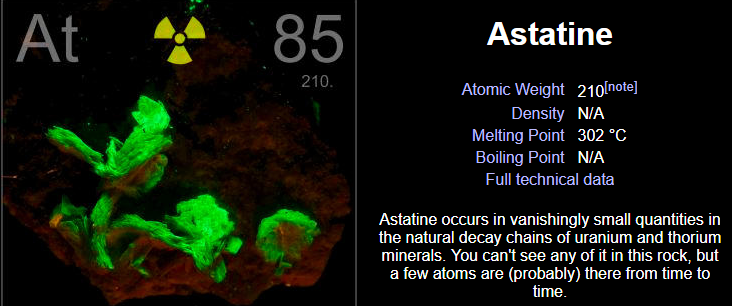 At 85
210.
Astatine
Atomic Weight 210[note]
Density N/A
Melting Point 302 °C
Boiling Point N/A
Full technical data
Astatine occurs in vanishingly small quantities in
the natural decay chains of uranium and thorium
minerals. You can't see any of it in this rock, but
a few atoms are (probably) there from time to
time.